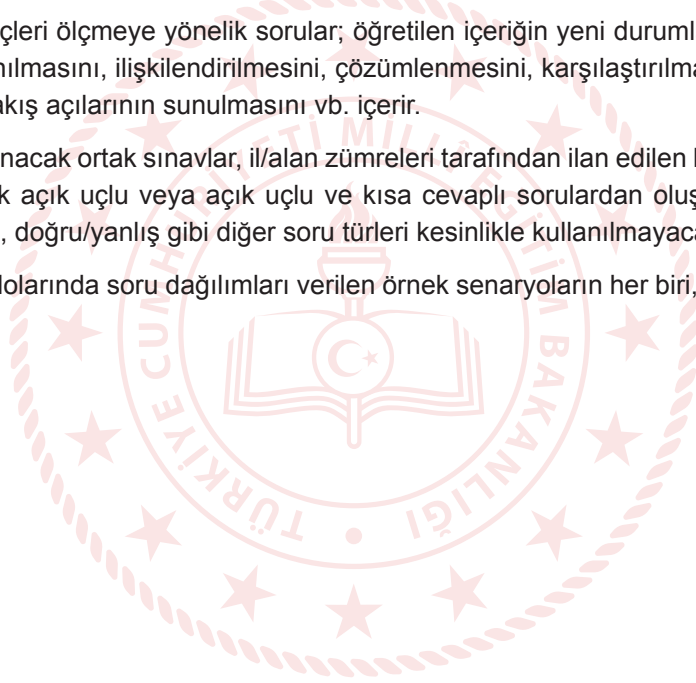 çleri ölçmeye yönelik sorular; öğretilen içeriğin yeni duruml
nılmasını, ilişkilendirilmesini, çözümlenmesini, karşılaştırılma
akış açılarının sunulmasını vb. içerir.
nacak ortak sınavlar, il/alan zümreleri tarafından ilan edilen
k açık uçlu veya açık uçlu ve kısa cevaplı sorulardan oluş
, doğru/yanlış gibi diğer soru türleri kesinlikle kullanılmayaca
lolarında soru dağılımları verilen örnek senaryoların her biri,
TÜRKİYE CUMHURİYETİ MİLLÎ EĞİTİM BAKANLIĞI